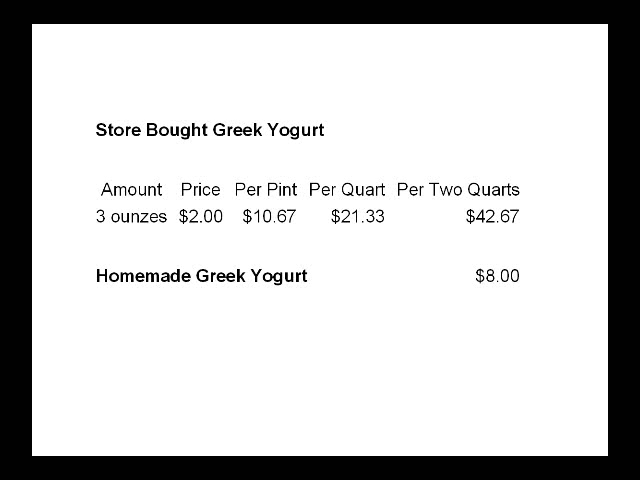 Store Bought Greek Yogurt
Amount Price Per Pint Per Quart Per Two Quarts
3 ounzes $2.00 $10.67 $21.33 $42.67
Homemade Greek Yogurt $8.00